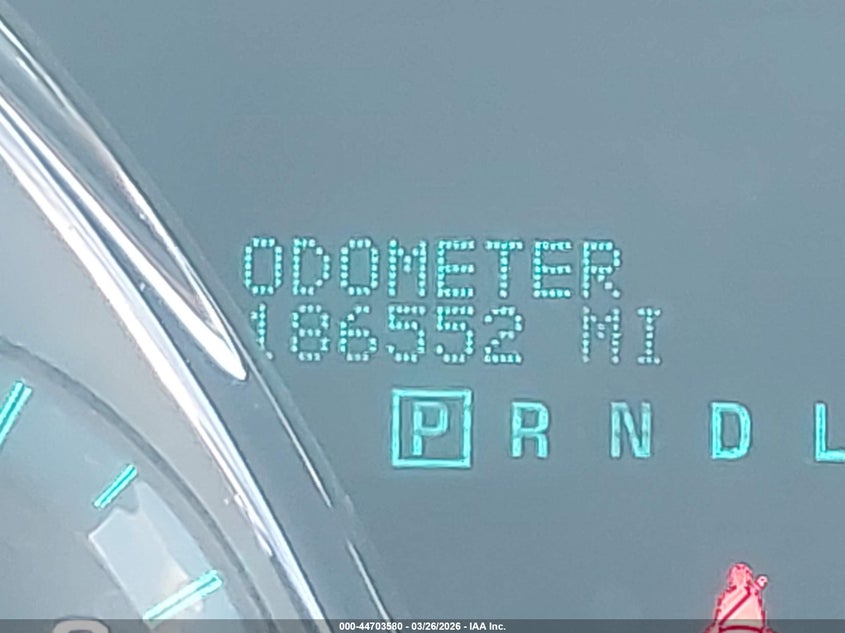 ODOMETER
186552 MI
P R N D L
000-44703580 - 03/26/2026 - IAA Inc.